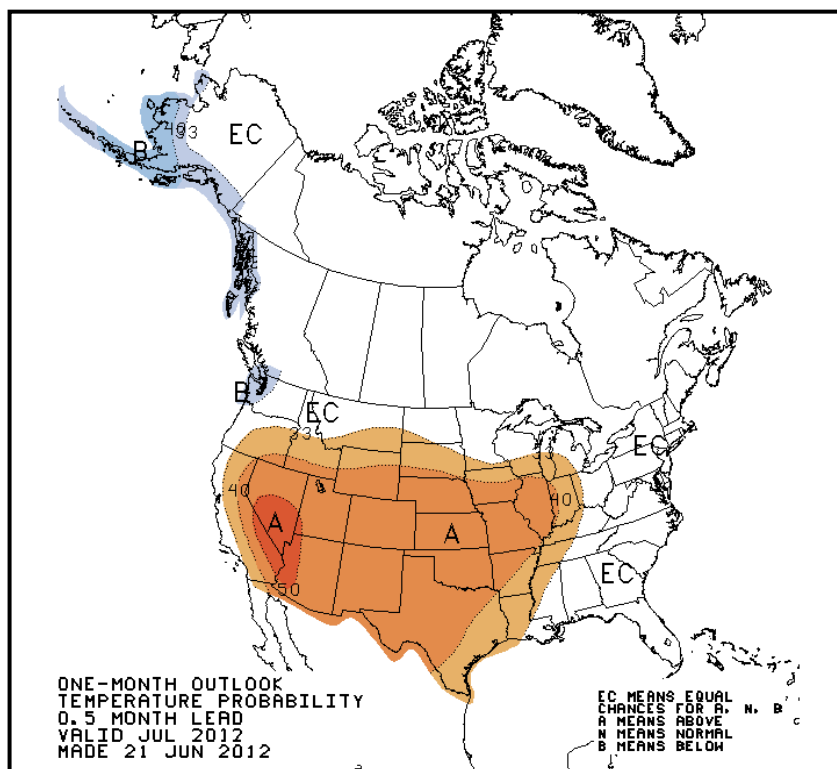 EC
4033
B
B
EC
33
33
EC
40
40
A
A
EC
50
ONE-MONTH OUTLOOK
TEMPERATURE PROBABILITY
0.5 MONTH LEAD
VALID JUL 2012
MADE 21 JUN 2012
EC MEANS EQUAL
CHANCES FOR A, N, B
A MEANS ABOVE
N MEANS NORMAL
B MEANS BELOW